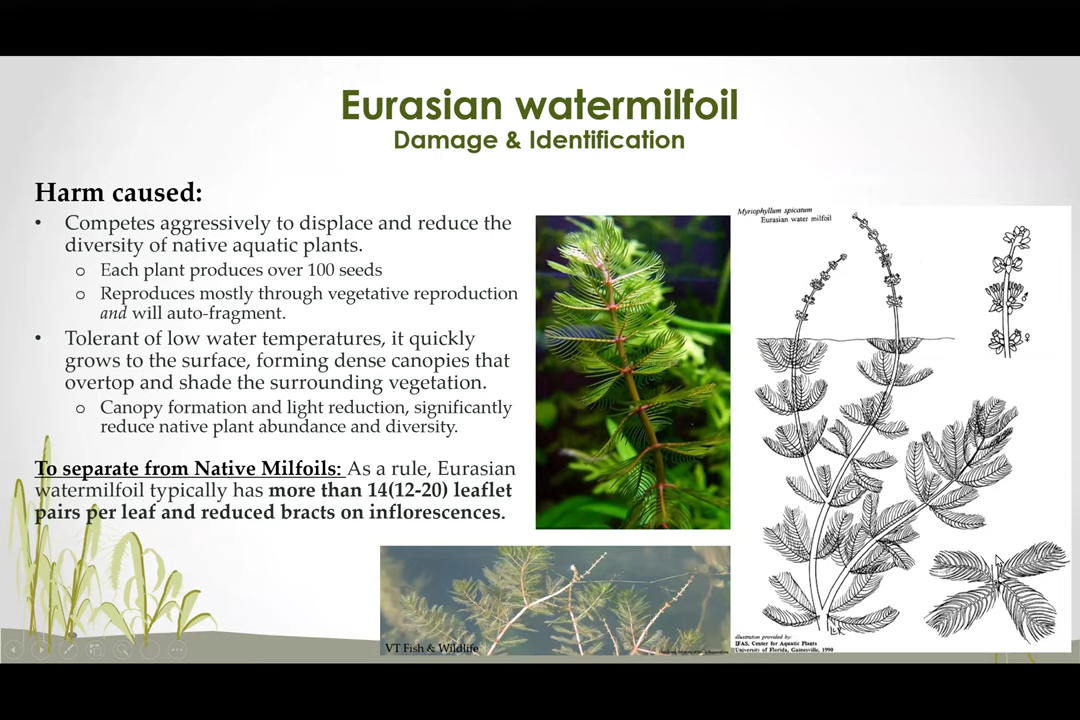 Eurasian watermilfoil
Damage & Identification
Harm caused:
• Competes aggressively to displace and reduce the
diversity of native aquatic plants.
o Each plant produces over 100 seeds
o Reproduces mostly through vegetative reproduction
and will auto-fragment.
• Tolerant of low water temperatures, it quickly
grows to the surface, forming dense canopies that
overtop and shade the surrounding vegetation.
o Canopy formation and light reduction, significantly
reduce native plant abundance and diversity.
To separate from Native Milfoils: As a rule, Eurasian
watermilfoil typically has more than 14(12-20) leaflet
pairs per leaf and reduced bracts on inflorescences.
Myriophyllum spicatum
Eurasian water milfoil
♂
♀
VT Fish & Wildlife
illustration provided by:
IFAS, Center for Aquatic Plants
University of Florida, Gainesville, 1990